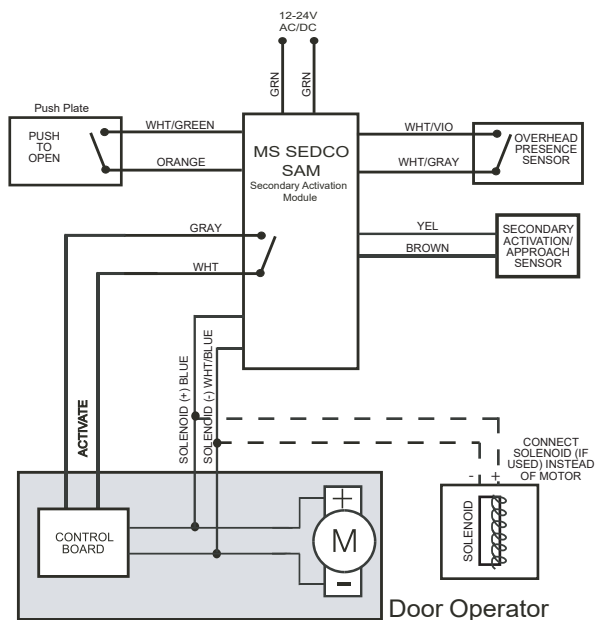 12-24V
AC/DC
GRN
GRN
Push Plate
PUSH
TO
OPEN
WHT/GREEN
ORANGE
MS SEDCO
SAM
Secondary Activation
Module
WHT/VIO
WHT/GRAY
OVERHEAD
PRESENCE
SENSOR
GRAY
WHT
YEL
BROWN
SECONDARY
ACTIVATION/
APPROACH
SENSOR
ACTIVATE
SOLENOID (+) BLUE
SOLENOID (-) WHT/BLUE
CONNECT
SOLENOID (IF
USED) INSTEAD
OF MOTOR
- +
SOLENOID
CONTROL
BOARD
+
M
-
Door Operator